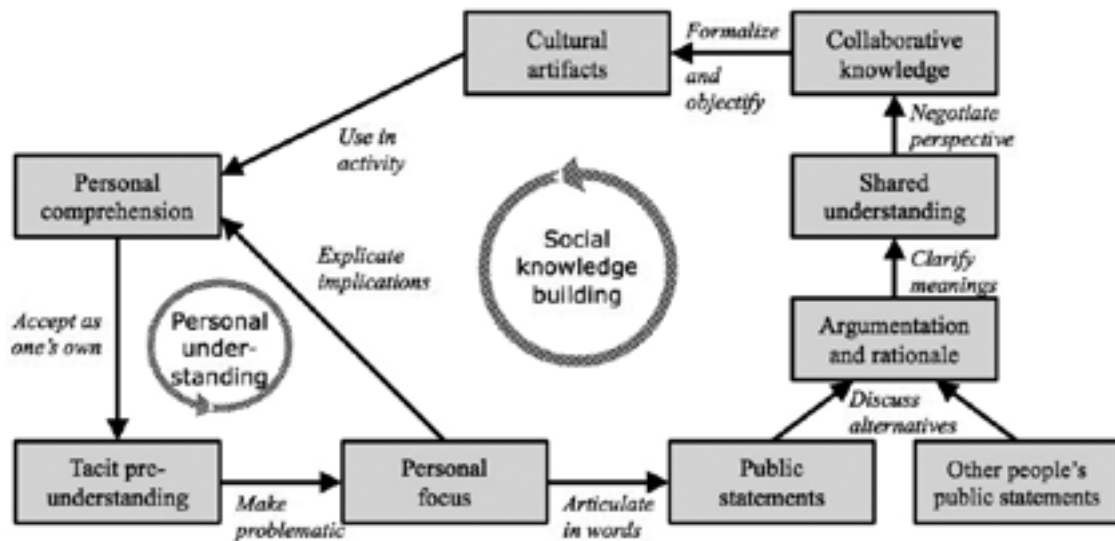 Cultural
artifacts
Formalize
and
objectify
Collaborative
knowledge
Negotiate
perspective
Use in
activity
Personal
comprehension
Shared
understanding
Social
knowledge
building
Explicate
implications
Clarify
meanings
Accept as
one's own
Personal
under-
standing
Argumentation
and rationale
Discuss
alternatives
Tacit pre-
understanding
Make
problematic
Personal
focus
Articulate
in words
Public
statements
Other people's
public statements